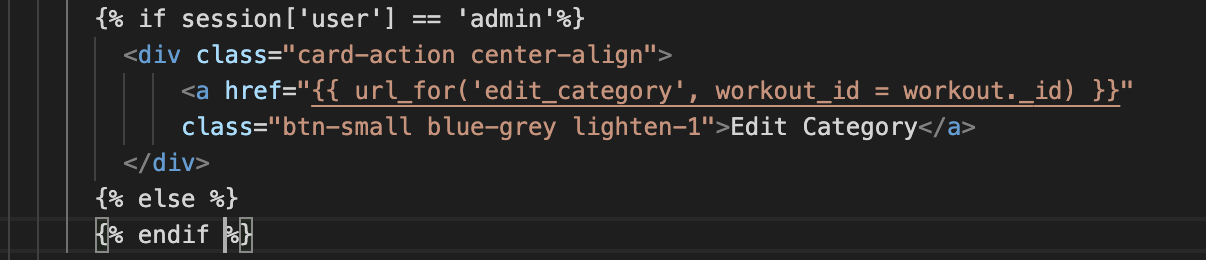 {% if session['user'] == 'admin'%}
<div class="card-action center-align">
<a href="{{ url_for('edit_category', workout_id = workout._id) }}"
class="btn-small blue-grey lighten-1">Edit Category</a>
</div>
{% else %}
{% endif %}